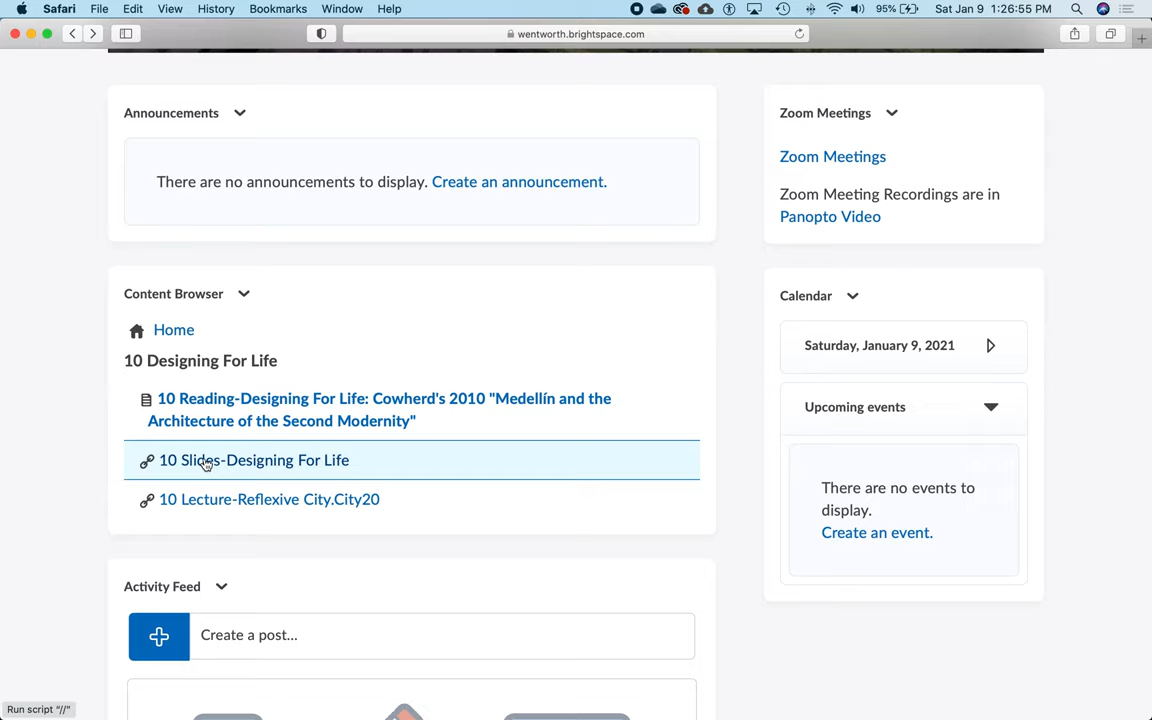 Safari File Edit View History Bookmarks Window Help 95% Sat Jan 9 1:26:55 PM
wentworth.brightspace.com
Announcements
There are no announcements to display. Create an announcement.
Zoom Meetings
Zoom Meetings
Zoom Meeting Recordings are in
Panopto Video
Content Browser
Home
10 Designing For Life
10 Reading-Designing For Life: Cowherd's 2010 "Medellín and the
Architecture of the Second Modernity"
10 Slides-Designing For Life
10 Lecture-Reflexive City.City20
Calendar
Saturday, January 9, 2021
Upcoming events
There are no events to
display.
Create an event.
Activity Feed
Create a post...
Run script "//"